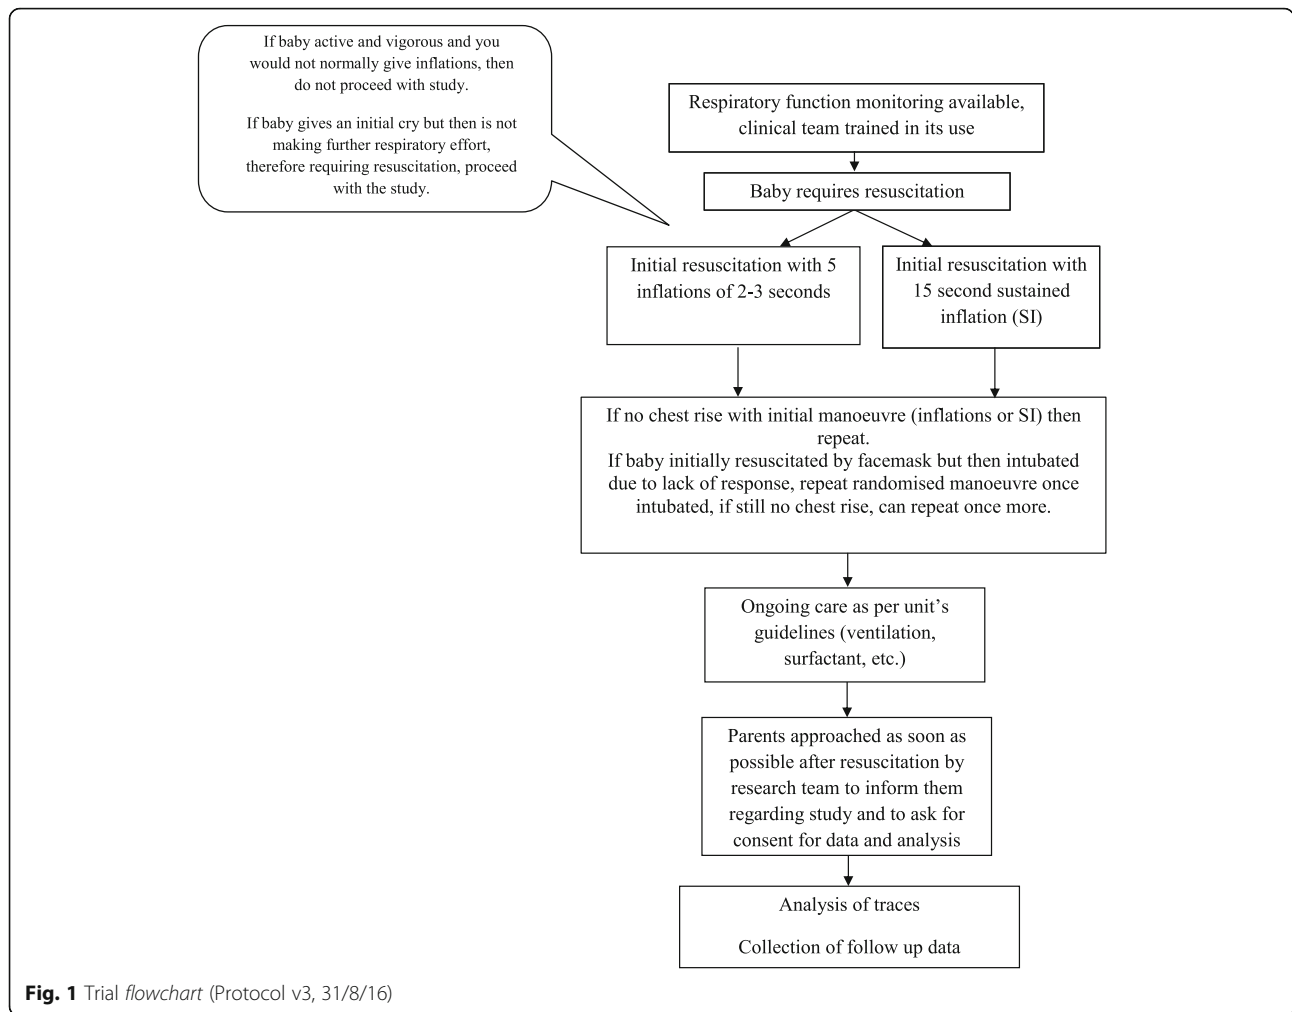 If baby active and vigorous and you
would not normally give inflations, then
do not proceed with study.
If baby gives an initial cry but then is not
making further respiratory effort,
therefore requiring resuscitation, proceed
with the study.
Respiratory function monitoring available,
clinical team trained in its use
Baby requires resuscitation
Initial resuscitation with 5
inflations of 2-3 seconds
Initial resuscitation with
15 second sustained
inflation (SI)
If no chest rise with initial manoeuvre (inflations or SI) then
repeat.
If baby initially resuscitated by facemask but then intubated
due to lack of response, repeat randomised manoeuvre once
intubated, if still no chest rise, can repeat once more.
Ongoing care as per unit’s
guidelines (ventilation,
surfactant, etc.)
Parents approached as soon as
possible after resuscitation by
research team to inform them
regarding study and to ask for
consent for data and analysis
Analysis of traces
Collection of follow up data
Fig. 1 Trial flowchart (Protocol v3, 31/8/16)